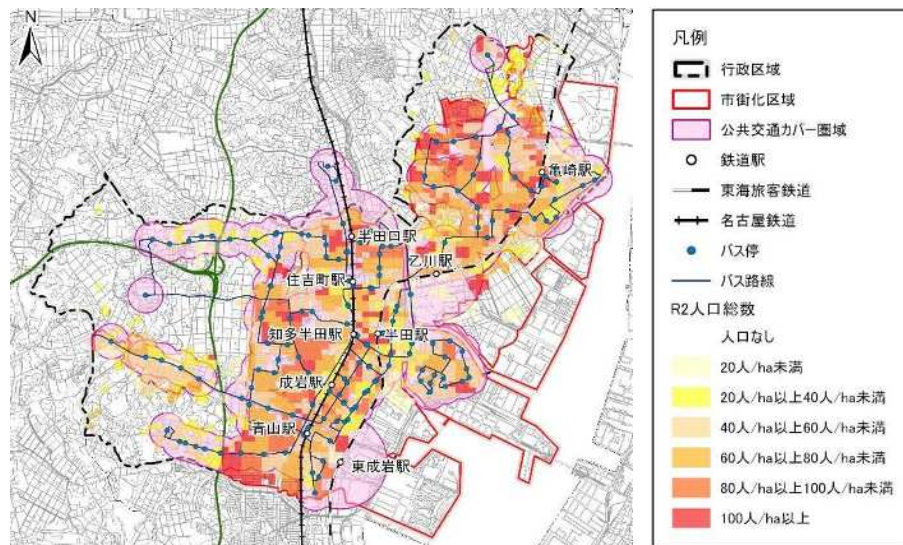 N
亀崎駅
半田口駅
乙川駅
住吉町駅
知多半田駅
半田駅
成岩駅
青山駅
東成岩駅
凡例
行政区域
市街化区域
公共交通カバー圏域
鉄道駅
東海旅客鉄道
名古屋鉄道
バス停
バス路線
R2人口総数
人口なし
20人/ha未満
20人/ha以上40人/ha未満
40人/ha以上60人/ha未満
60人/ha以上80人/ha未満
80人/ha以上100人/ha未満
100人/ha以上